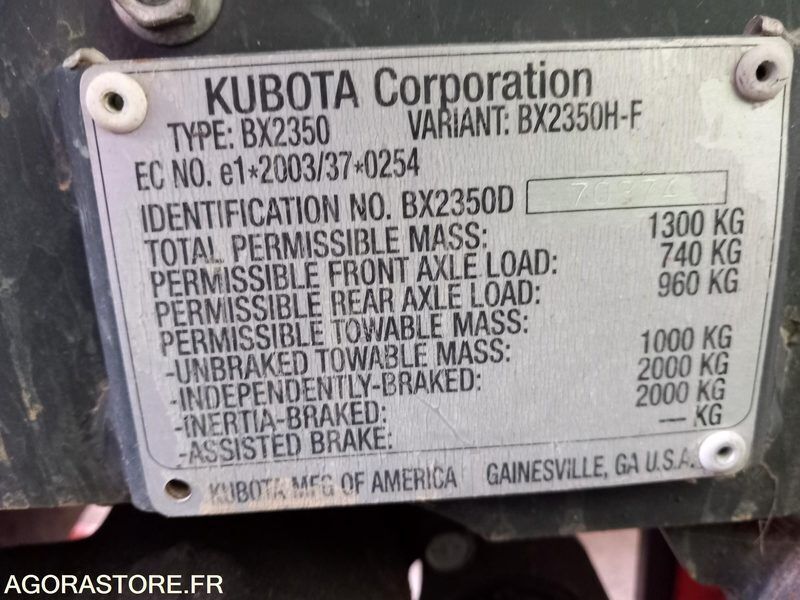 KUBOTA Corporation
TYPE: BX2350 VARIANT: BX2350H-F
EC NO. e1*2003/37*0254
IDENTIFICATION NO. BX2350D 70374
TOTAL PERMISSIBLE MASS: 1300 KG
PERMISSIBLE FRONT AXLE LOAD: 740 KG
PERMISSIBLE REAR AXLE LOAD: 960 KG
PERMISSIBLE TOWABLE MASS:
-UNBRAKED TOWABLE MASS: 1000 KG
-INDEPENDENTLY-BRAKED: 2000 KG
-INERTIA-BRAKED: 2000 KG
-ASSISTED BRAKE: — KG
KUBOTA MFG OF AMERICA GAINESVILLE, GA U.S.A.
AGORASTORE.FR